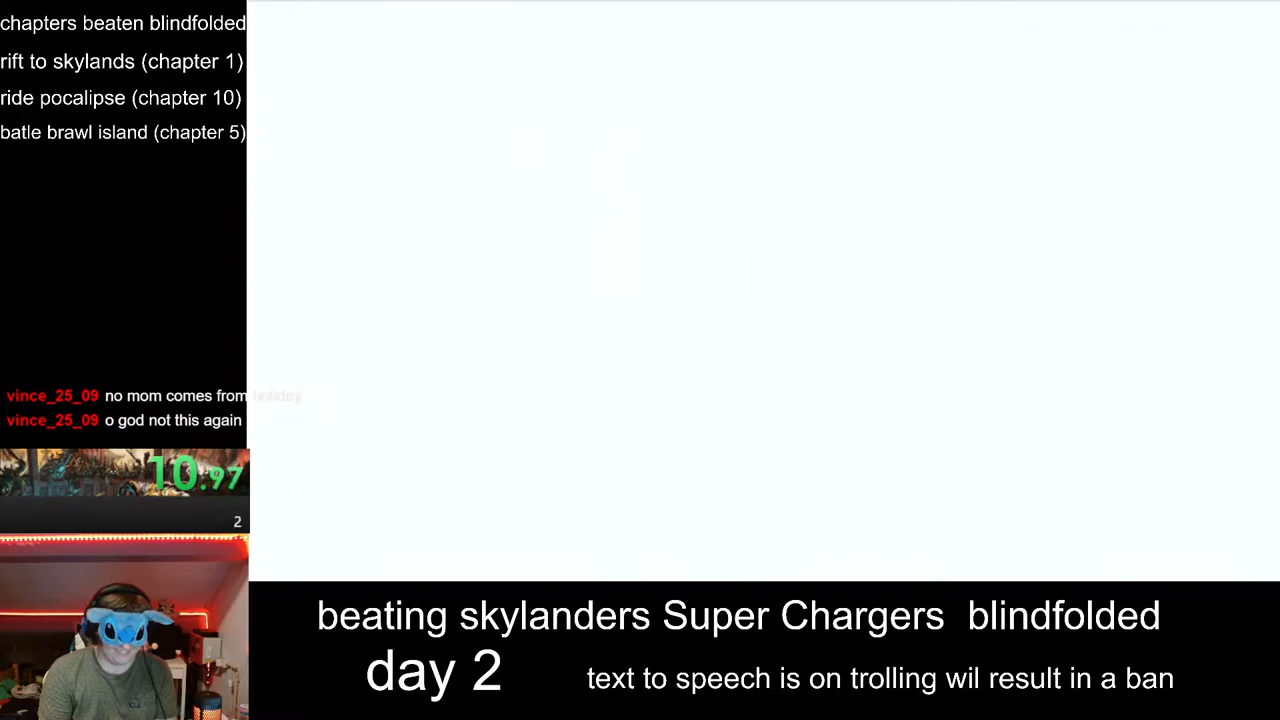 chapters beaten blindfolded
rift to skylands (chapter 1)
ride pocalipse (chapter 10)
batle brawl island (chapter 5)
vince_25_09 no mom comes from holiday
vince_25_09 o god not this again
10.97
2
beating skylanders Super Chargers blindfolded
day 2
text to speech is on trolling wil result in a ban